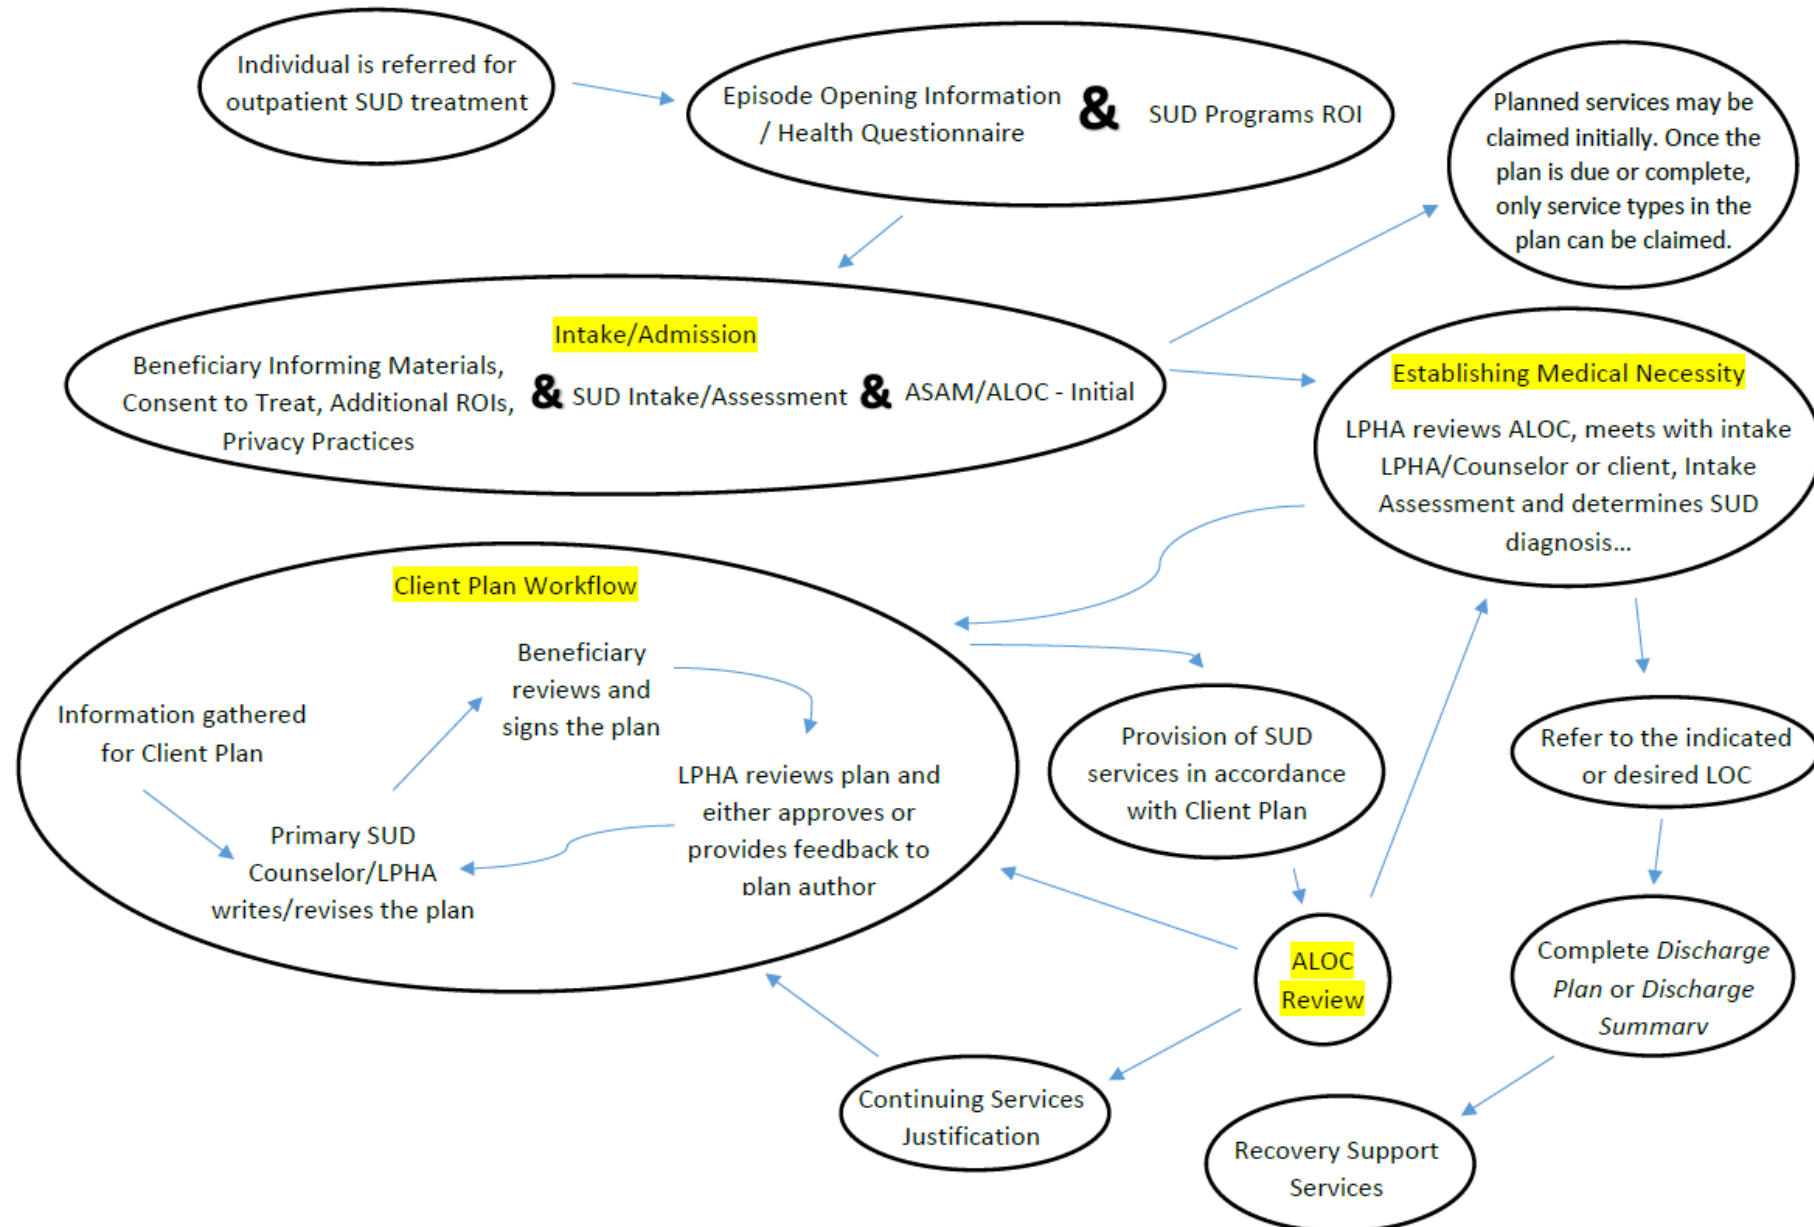 Individual is referred for
outpatient SUD treatment
Episode Opening Information
/ Health Questionnaire
&
SUD Programs ROI
Planned services may be
claimed initially. Once the
plan is due or complete,
only service types in the
plan can be claimed.
Intake/Admission
Beneficiary Informing Materials,
Consent to Treat, Additional ROIs,
Privacy Practices
&
SUD Intake/Assessment
&
ASAM/ALOC - Initial
Establishing Medical Necessity
LPHA reviews ALOC, meets with intake
LPHA/Counselor or client, Intake
Assessment and determines SUD
diagnosis...
Client Plan Workflow
Information gathered
for Client Plan
Beneficiary
reviews and
signs the plan
Primary SUD
Counselor/LPHA
writes/revises the plan
LPHA reviews plan and
either approves or
provides feedback to
plan author
Provision of SUD
services in accordance
with Client Plan
Refer to the indicated
or desired LOC
ALOC
Review
Complete Discharge
Plan or Discharge
Summary
Continuing Services
Justification
Recovery Support
Services